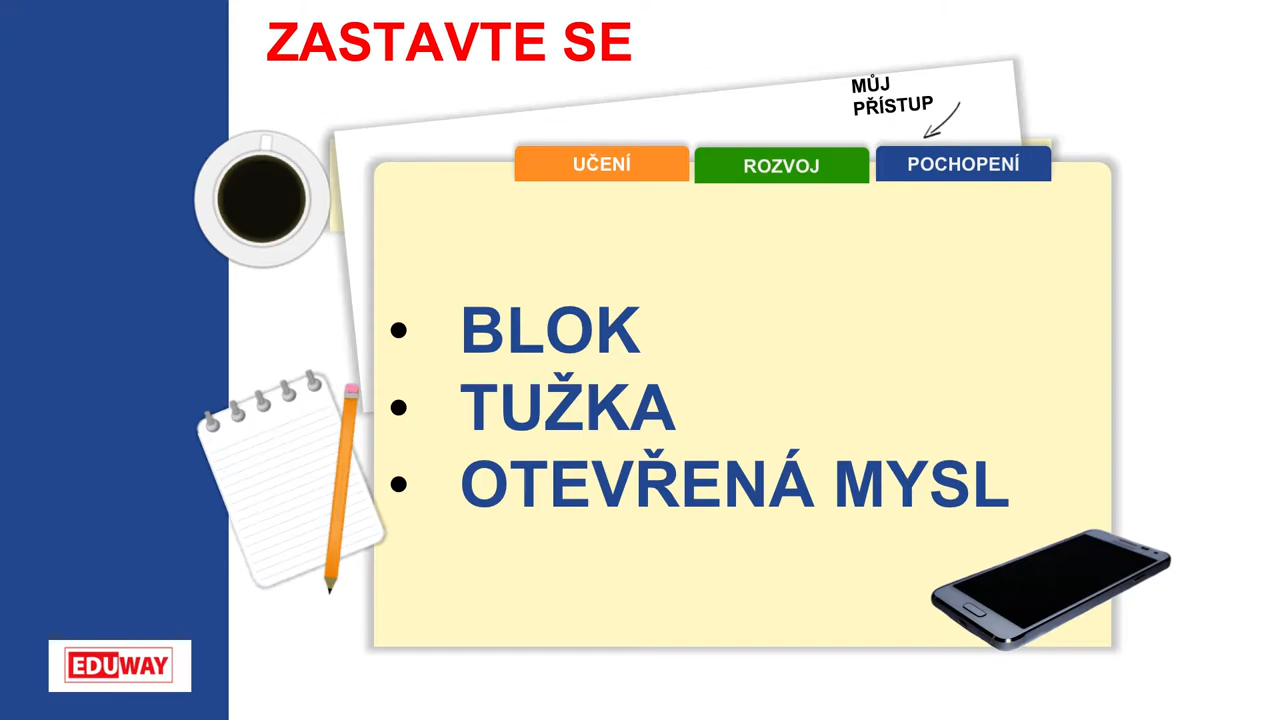 ZASTAVTE SE
MŮJ
PŘÍSTUP
UČENÍ
ROZVOJ
POCHOPENÍ
• BLOK
• TUŽKA
• OTEVŘENÁ MYSL
EDUWAY